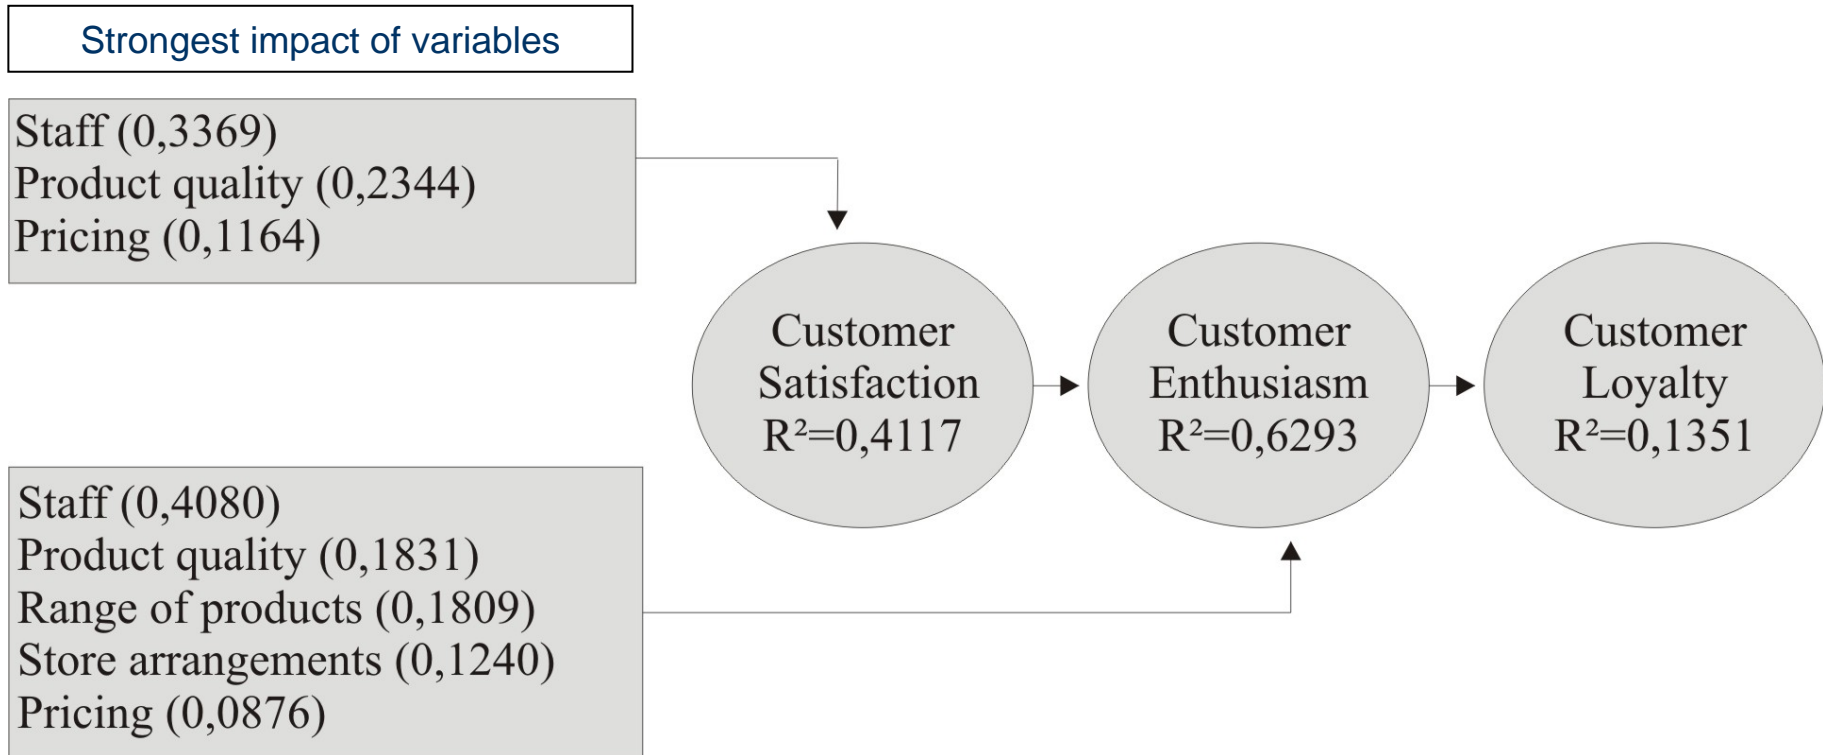 Strongest impact of variables
Staff (0,3369)
Product quality (0,2344)
Pricing (0,1164)
Customer
Satisfaction
R²=0,4117
Customer
Enthusiasm
R²=0,6293
Customer
Loyalty
R²=0,1351
Staff (0,4080)
Product quality (0,1831)
Range of products (0,1809)
Store arrangements (0,1240)
Pricing (0,0876)